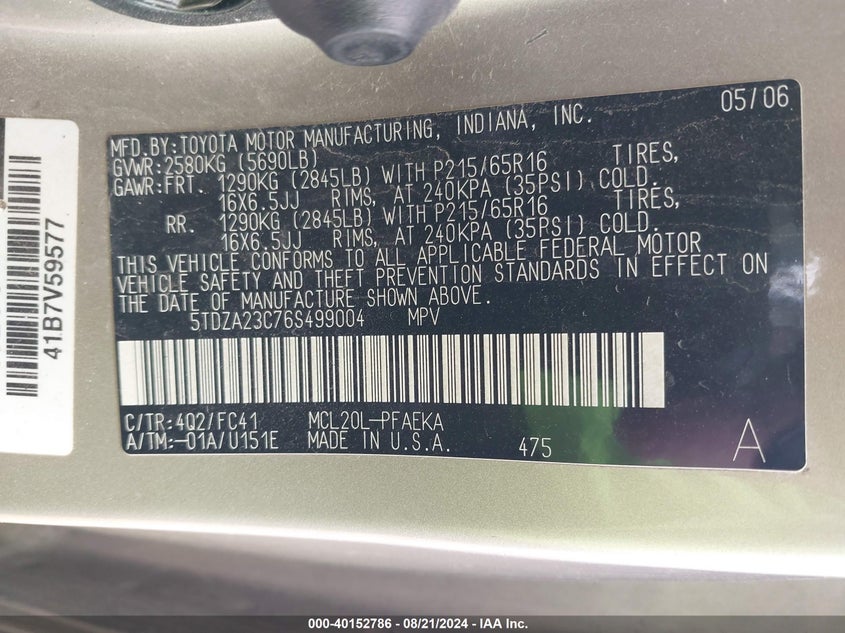 05/06
MFD.BY:TOYOTA MOTOR MANUFACTURING, INDIANA, INC.
GVWR:2580KG (5690LB)
GAWR:FRT. 1290KG (2845LB) WITH P215/65R16 TIRES,
16X6.5JJ RIMS, AT 240KPA (35PSI) COLD.
RR. 1290KG (2845LB) WITH P215/65R16 TIRES,
16X6.5JJ RIMS, AT 240KPA (35PSI) COLD.
THIS VEHICLE CONFORMS TO ALL APPLICABLE FEDERAL MOTOR
VEHICLE SAFETY AND THEFT PREVENTION STANDARDS IN EFFECT ON
THE DATE OF MANUFACTURE SHOWN ABOVE.
5TDZA23C76S499004 MPV
C/TR:4Q2/FC41 MCL20L-PFAEKA
A/TM:-01A/U151E MADE IN U.S.A. 475 A
41B7V59577
000-40152786 - 08/21/2024 - IAA Inc.